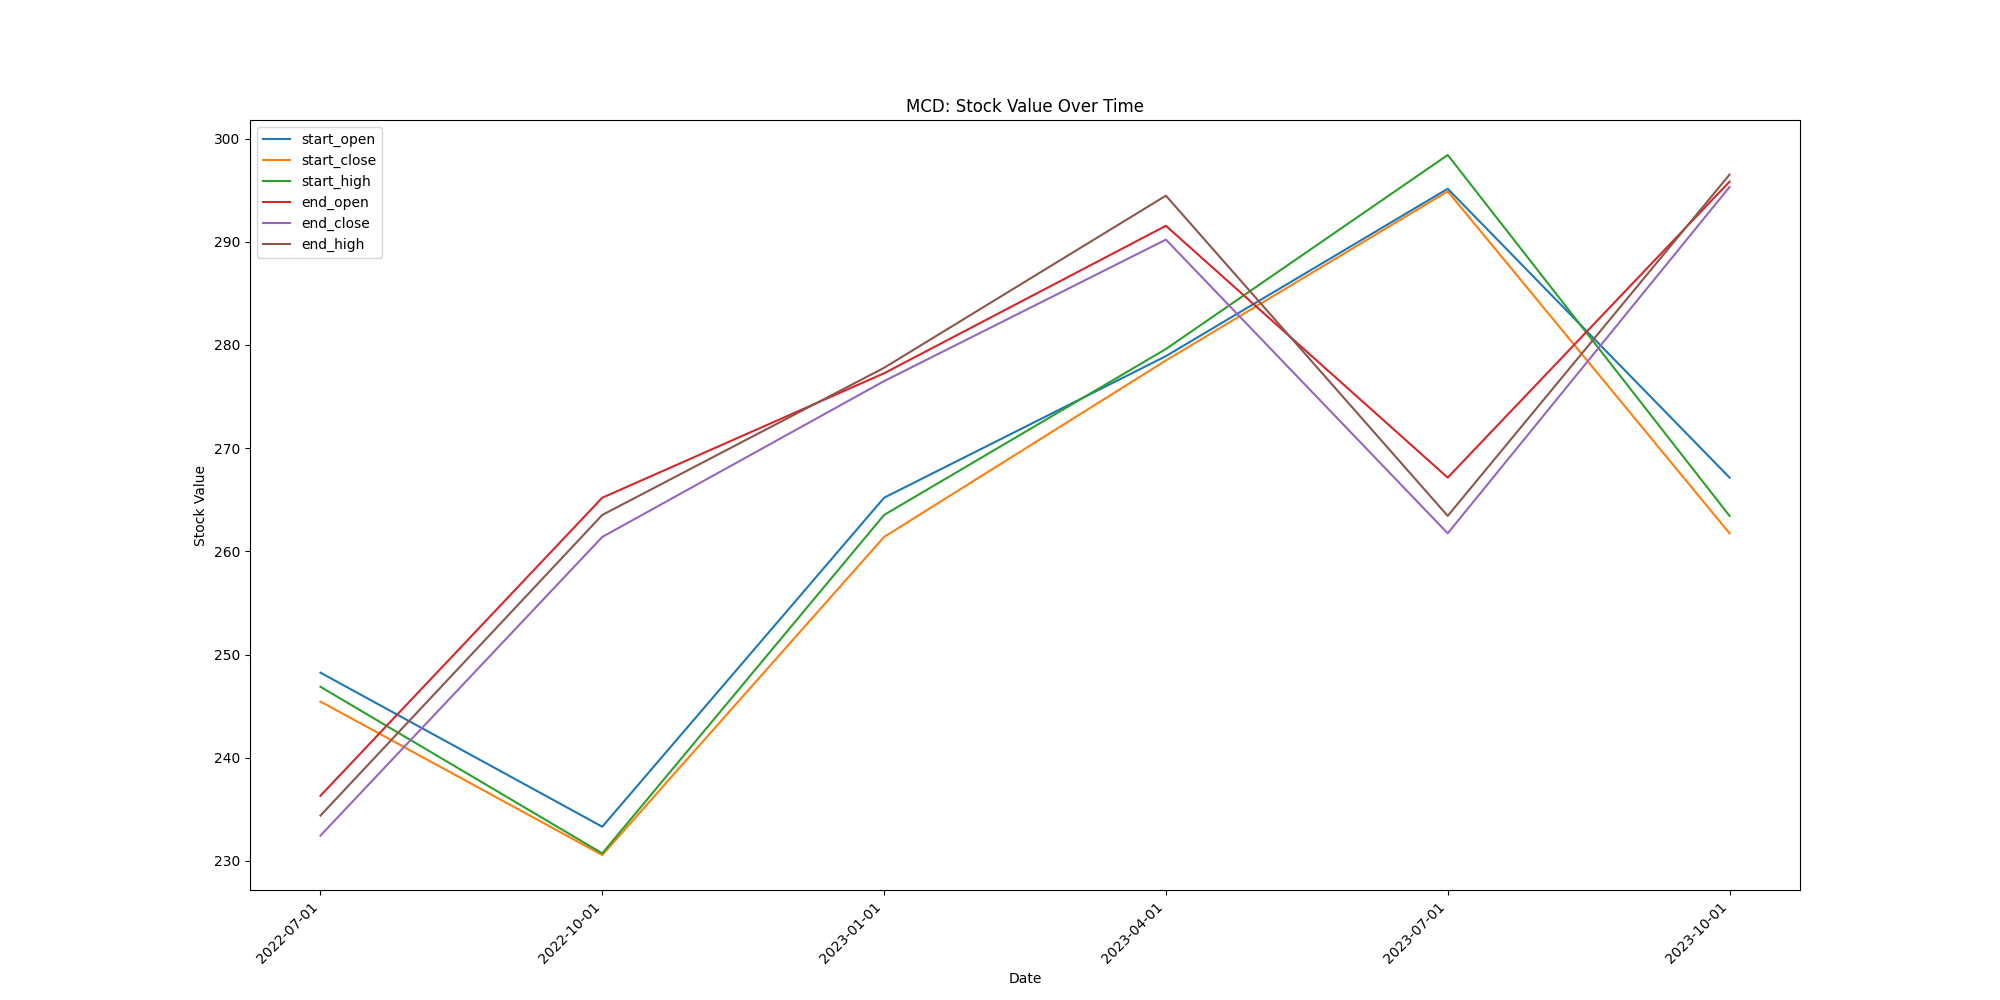 MCD: Stock Value Over Time
start_open
start_close
start_high
end_open
end_close
end_high
300
290
280
270
260
250
240
230
Stock Value
2022-07-01
2022-10-01
2023-01-01
2023-04-01
2023-07-01
2023-10-01
Date